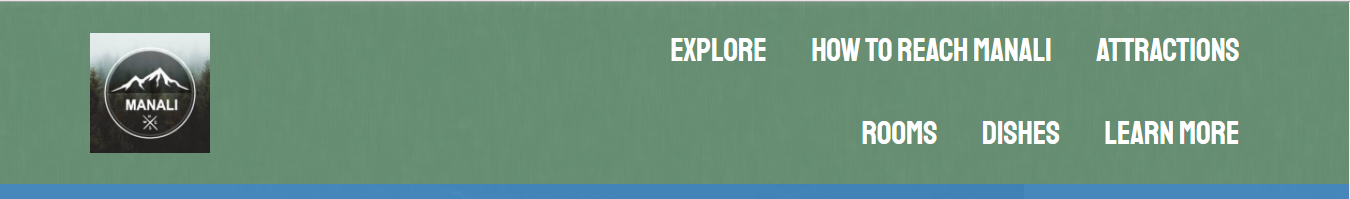 MANALI
EXPLORE HOW TO REACH MANALI ATTRACTIONS
ROOMS DISHES LEARN MORE